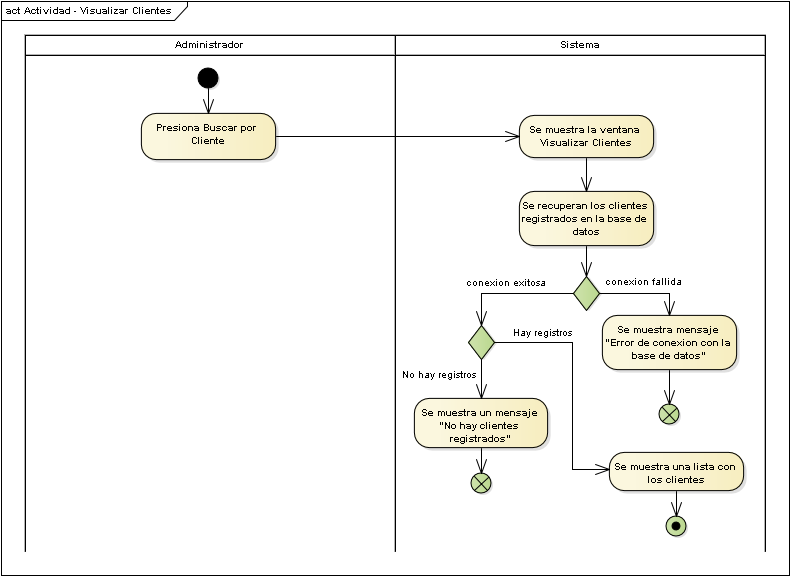 act Actividad - Visualizar Clientes
Administrador
Sistema
Presiona Buscar por
Cliente
Se muestra la ventana
Visualizar Clientes
Se recuperan los clientes
registrados en la base de
datos
conexion exitosa
conexion fallida
Hay registros
Se muestra mensaje
"Error de conexion con la
base de datos"
No hay registros
Se muestra un mensaje
"No hay clientes
registrados"
Se muestra una lista con
los clientes